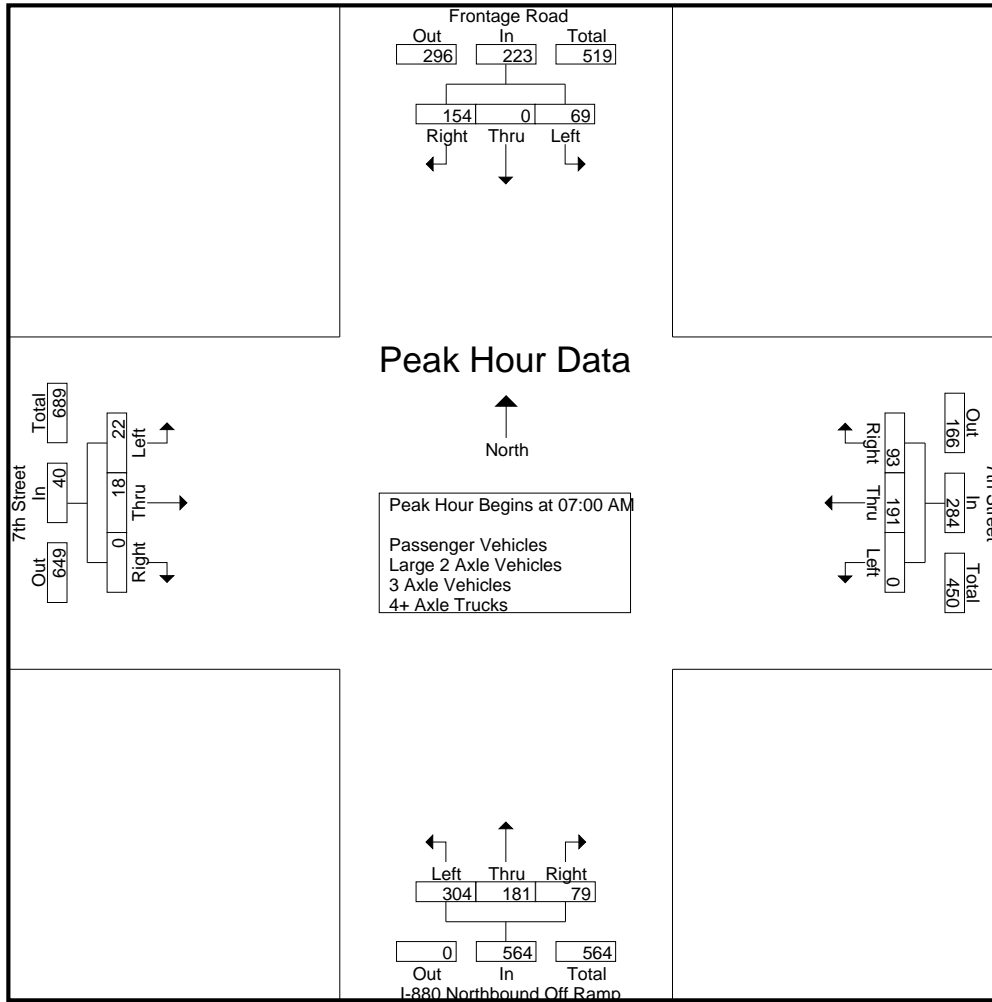 Frontage Road
Out In Total
296 223 519
154 0 69
Right Thru Left
Peak Hour Data
North
Peak Hour Begins at 07:00 AM
Passenger Vehicles
Large 2 Axle Vehicles
3 Axle Vehicles
4+ Axle Trucks
7th Street
Total In Out
689 40 649
22 18 0
Left Thru Right
Right Thru Left
93 191 0
Out In Total
166 284 450
7th Street
Left Thru Right
304 181 79
0 564 564
Out In Total
I-880 Northbound Off Ramp